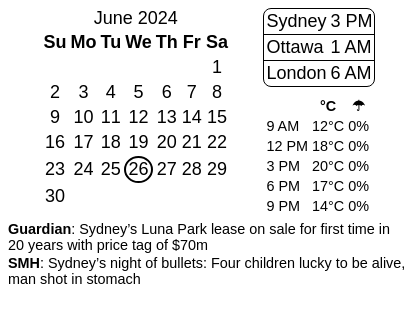 June 2024
Su Mo Tu We Th Fr Sa
1
2 3 4 5 6 7 8
9 10 11 12 13 14 15
16 17 18 19 20 21 22
23 24 25 26 27 28 29
30
Sydney 3 PM
Ottawa 1 AM
London 6 AM
°C ☂
9 AM 12°C 0%
12 PM 18°C 0%
3 PM 20°C 0%
6 PM 17°C 0%
9 PM 14°C 0%
Guardian: Sydney’s Luna Park lease on sale for first time in
20 years with price tag of $70m
SMH: Sydney’s night of bullets: Four children lucky to be alive,
man shot in stomach